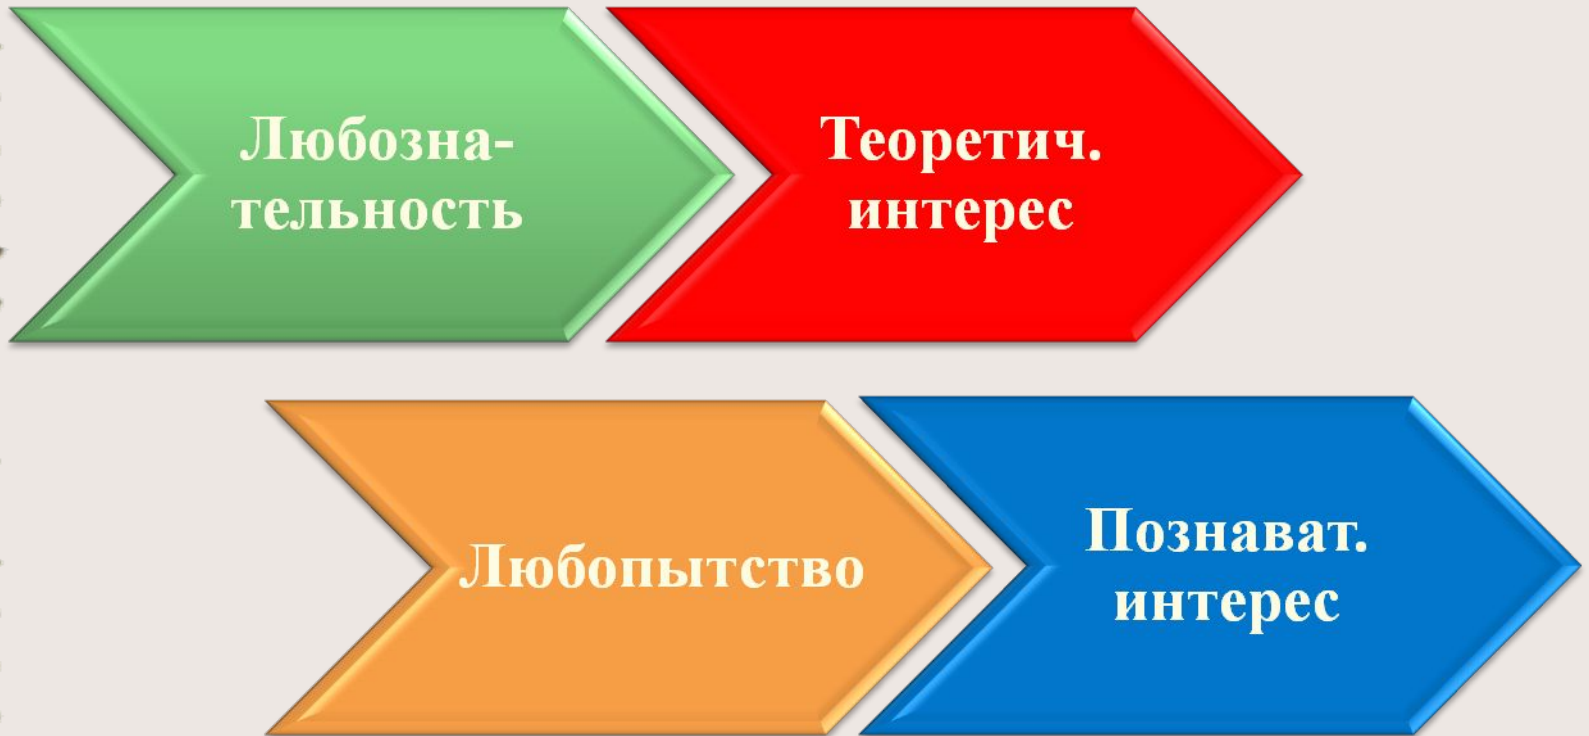 Любозна-
тельность
Теоретич.
интерес
Любопытство
Познават.
интерес